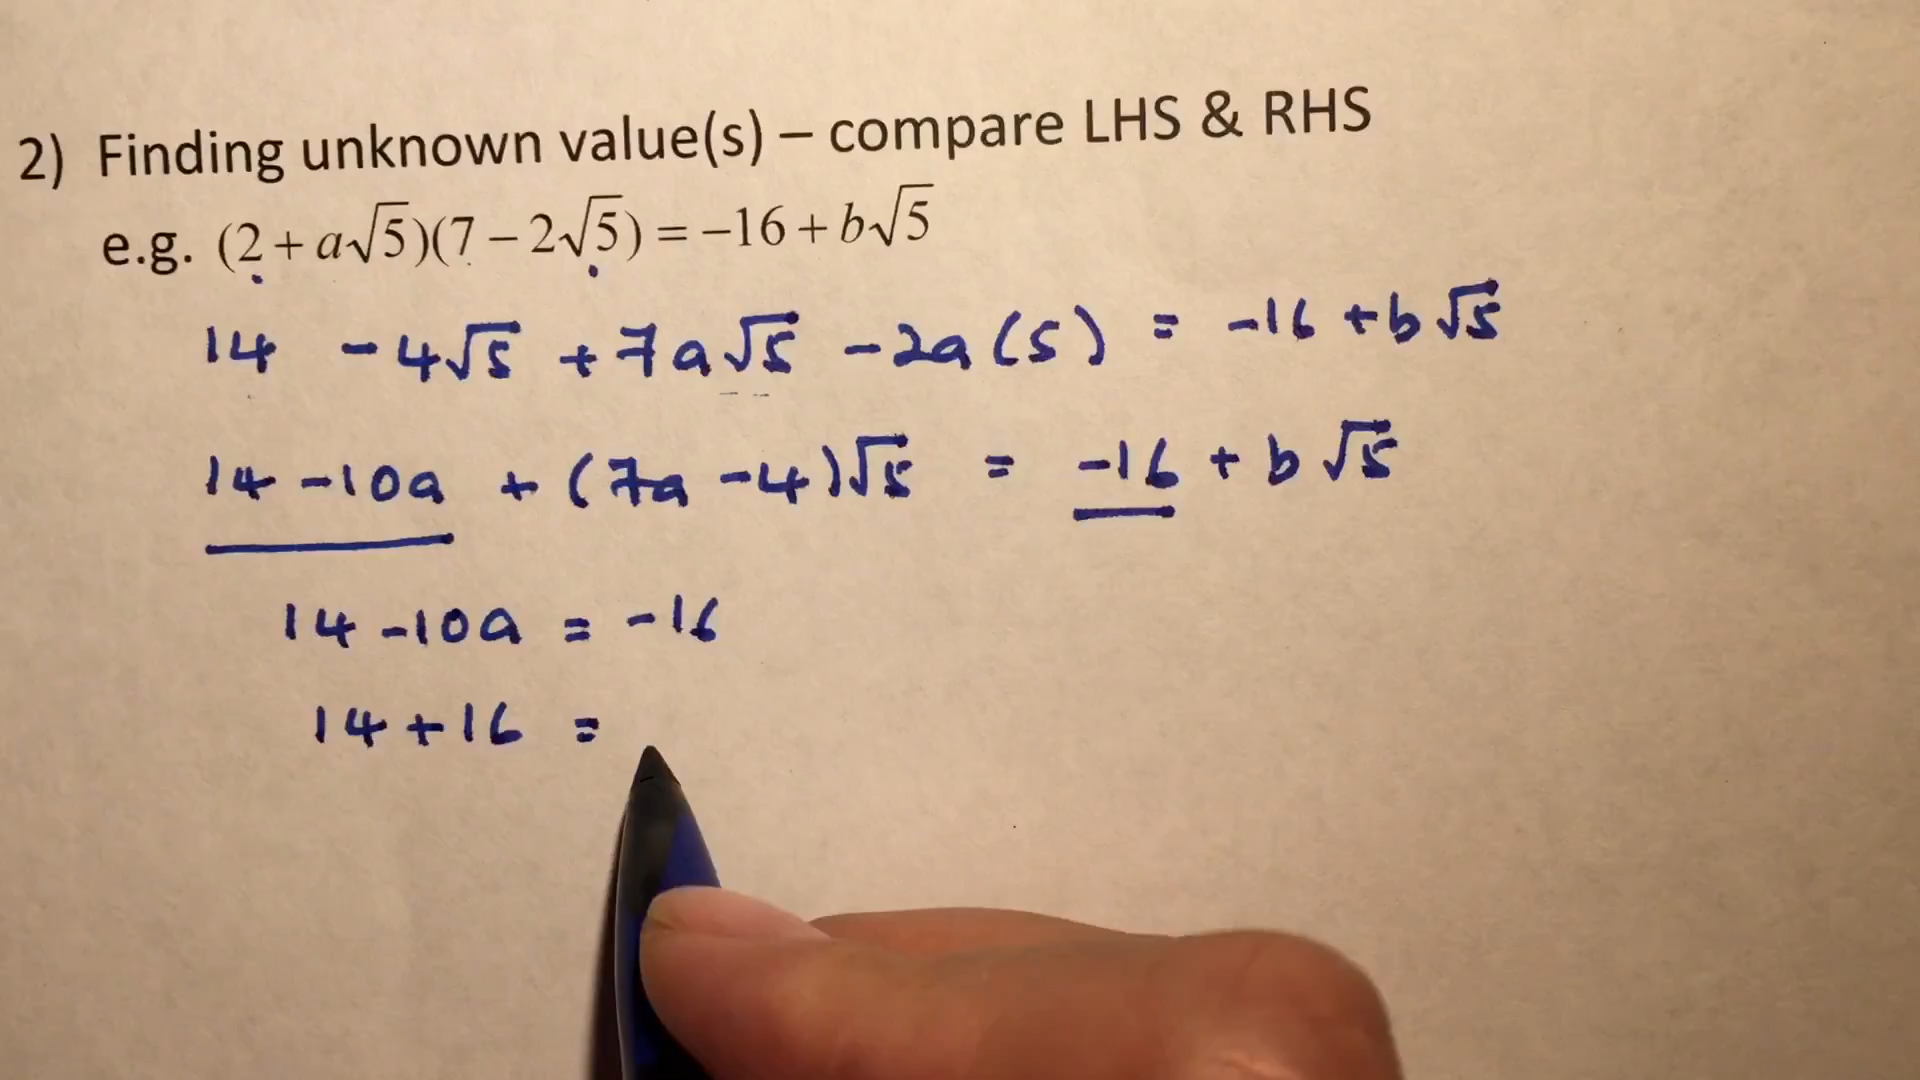 2) Finding unknown value(s) – compare LHS & RHS
e.g. (2 + a√5)(7 – 2√5) = –16 + b√5
14 - 4√5 + 7a√5 - 2a(5) = -16 + b√5
14 - 10a + (7a - 4)√5 = -16 + b√5
14 - 10a = -16
14 + 16 =